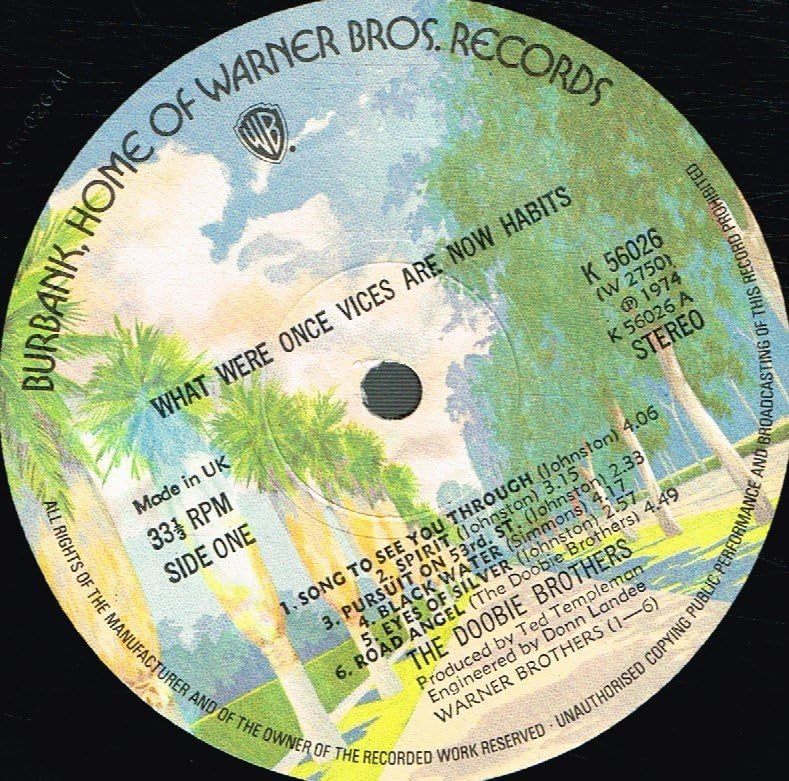 BURBANK, HOME OF WARNER BROS. RECORDS
WB
WHAT WERE ONCE VICES ARE NOW HABITS
K 56026
(W 2750)
℗ 1974
K 56026 A
STEREO
Made in UK
33⅓ RPM
SIDE ONE
1. SONG TO SEE YOU THROUGH (Johnston) 4.06
2. SPIRIT (Johnston) 3.15
3. PURSUIT ON 53rd. ST. (Johnston) 2.33
4. BLACK WATER (Simmons) 4.17
5. EYES OF SILVER (Johnston) 2.57
6. ROAD ANGEL (The Doobie Brothers) 4.49
THE DOOBIE BROTHERS
Produced by Ted Templeman
Engineered by Donn Landee
WARNER BROTHERS (1—6)
ALL RIGHTS OF THE MANUFACTURER AND OF THE OWNER OF THE RECORDED WORK RESERVED · UNAUTHORISED COPYING PUBLIC PERFORMANCE AND BROADCASTING OF THIS RECORD PROHIBITED